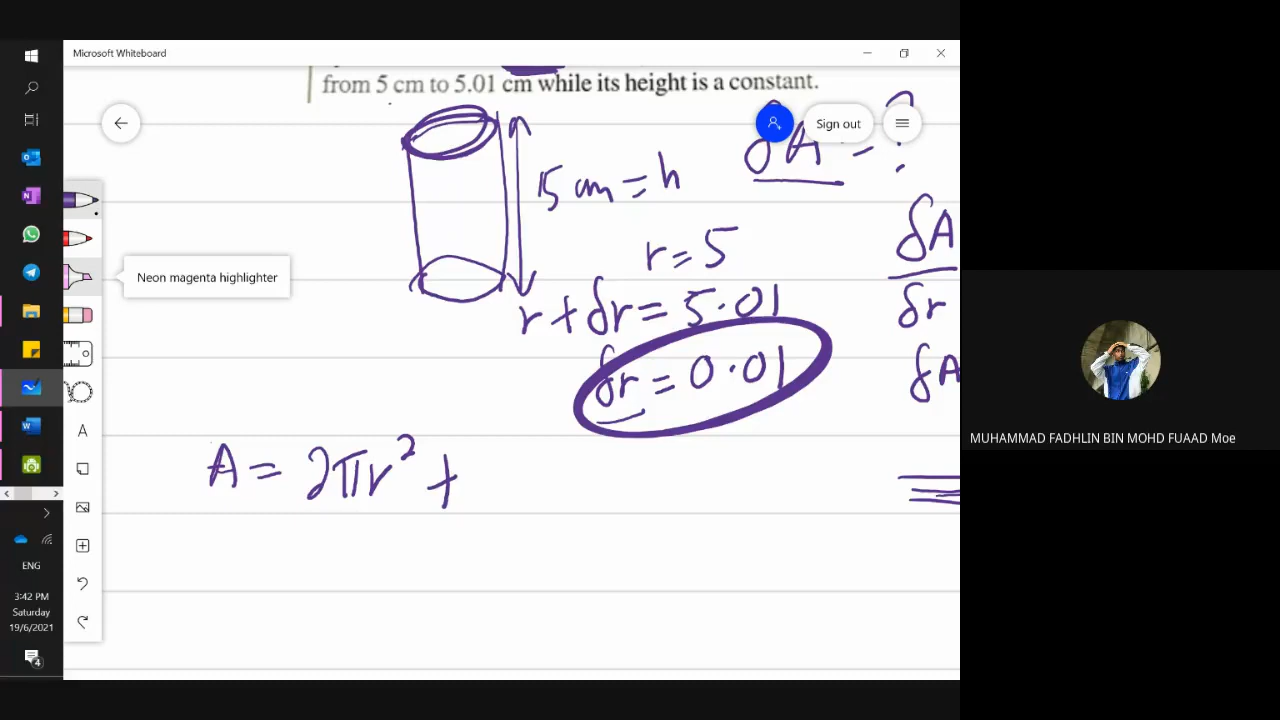 Microsoft Whiteboard
from 5 cm to 5.01 cm while its height is a constant.
Sign out
δA = ?
15 cm = h
r = 5
δA
r + δr = 5.01
δr
δr = 0.01
δA
Neon magenta highlighter
A = 2πr² +
MUHAMMAD FADHLIN BIN MOHD FUAAD Moe
ENG
3:42 PM
Saturday
19/6/2021
4